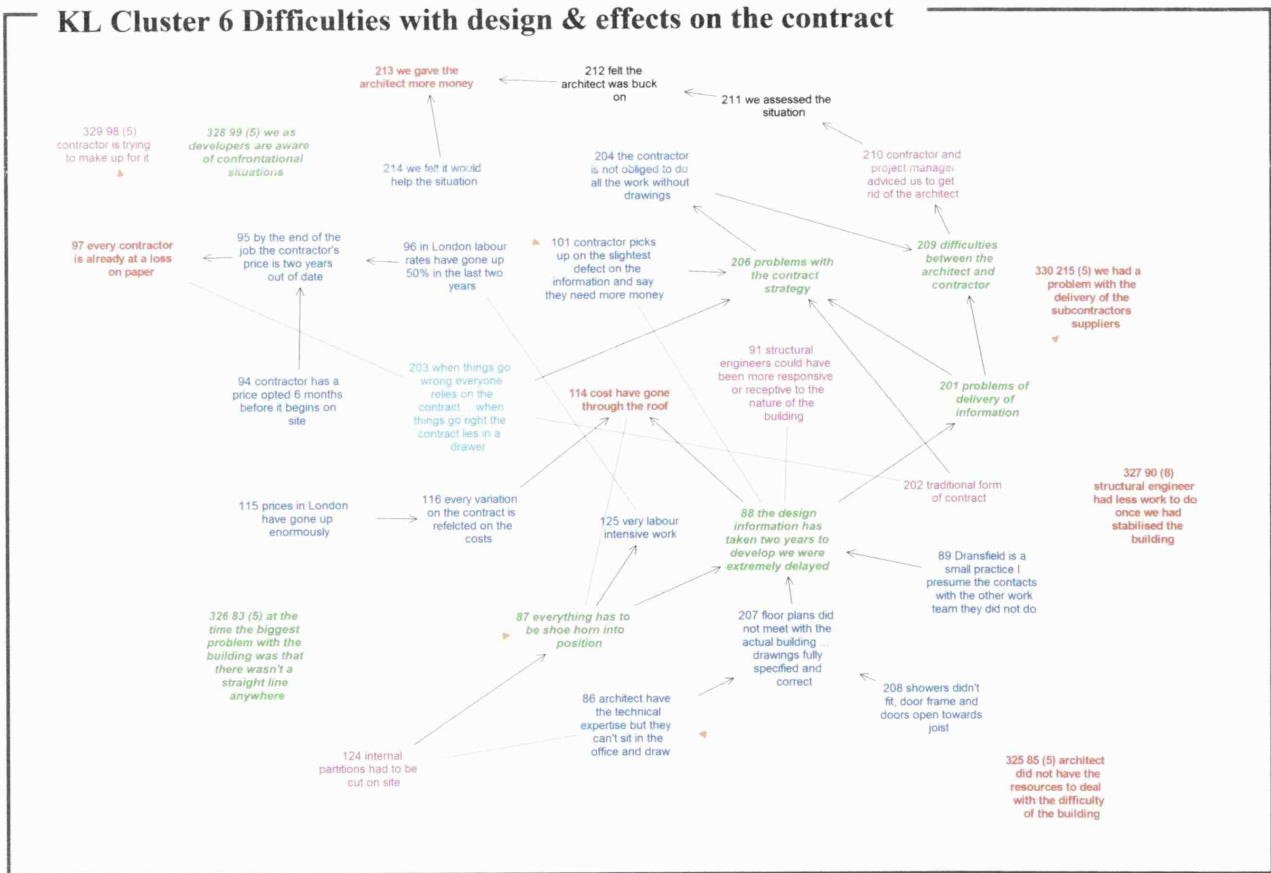 KL Cluster 6 Difficulties with design & effects on the contract
213 we gave the
architect more money
212 felt the
architect was buck
on
211 we assessed the
situation
329 98 (5)
contractor is trying
to make up for it
328 99 (5) we as
developers are aware
of confrontational
situations
214 we felt it would
help the situation
204 the contractor
is not obliged to do
all the work without
drawings
210 contractor and
project manager
adviced us to get
rid of the architect
97 every contractor
is already at a loss
on paper
95 by the end of the
job the contractor's
price is two years
out of date
96 in London labour
rates have gone up
50% in the last two
years
101 contractor picks
up on the slightest
defect on the
information and say
they need more money
206 problems with
the contract
strategy
209 difficulties
between the
architect and
contractor
330 215 (5) we had a
problem with the
delivery of the
subcontractors
suppliers
94 contractor has a
price opted 6 months
before it begins on
site
203 when things go
wrong everyone
relies on the
contract ... when
things go right the
contract lies in a
drawer
114 cost have gone
through the roof
91 structural
engineers could have
been more responsive
or receptive to the
nature of the
building
201 problems of
delivery of
information
115 prices in London
have gone up
enormously
116 every variation
on the contract is
refelcted on the
costs
125 very labour
intensive work
88 the design
information has
taken two years to
develop we were
extremely delayed
202 traditional form
of contract
327 90 (8)
structural engineer
had less work to do
once we had
stabilised the
building
89 Dransfield is a
small practice I
presume the contacts
with the other work
team they did not do
326 83 (5) at the
time the biggest
problem with the
building was that
there wasn't a
straight line
anywhere
87 everything has to
be shoe horn into
position
207 floor plans did
not meet with the
actual building ...
drawings fully
specified and
correct
86 architect have
the technical
expertise but they
can't sit in the
office and draw
208 showers didn't
fit, door frame and
doors open towards
joist
124 internal
partitions had to be
cut on site
325 85 (5) architect
did not have the
resources to deal
with the difficulty
of the building